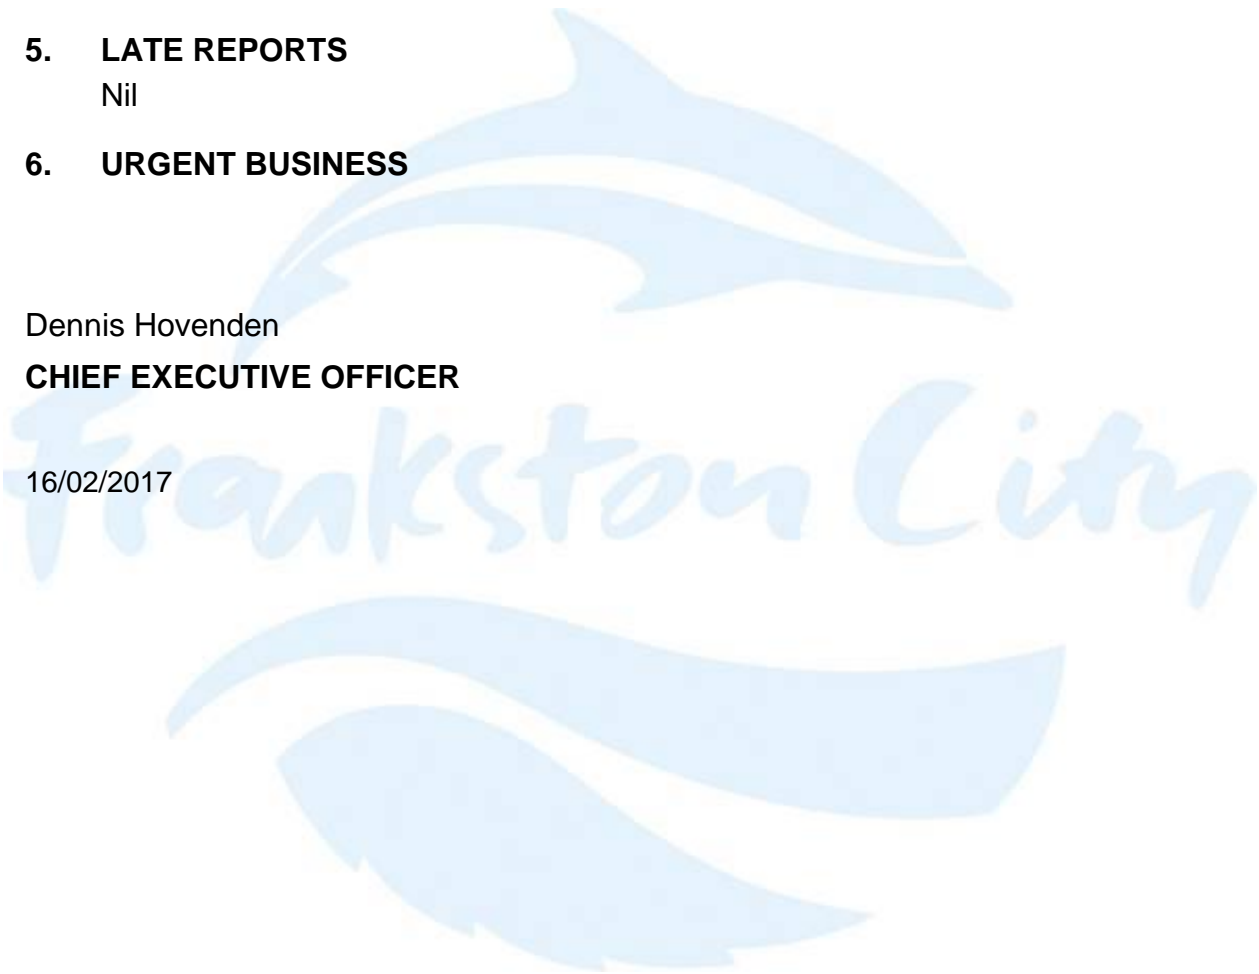 5. LATE REPORTS
Nil
6. URGENT BUSINESS
Dennis Hovenden
CHIEF EXECUTIVE OFFICER
Frankston City
16/02/2017